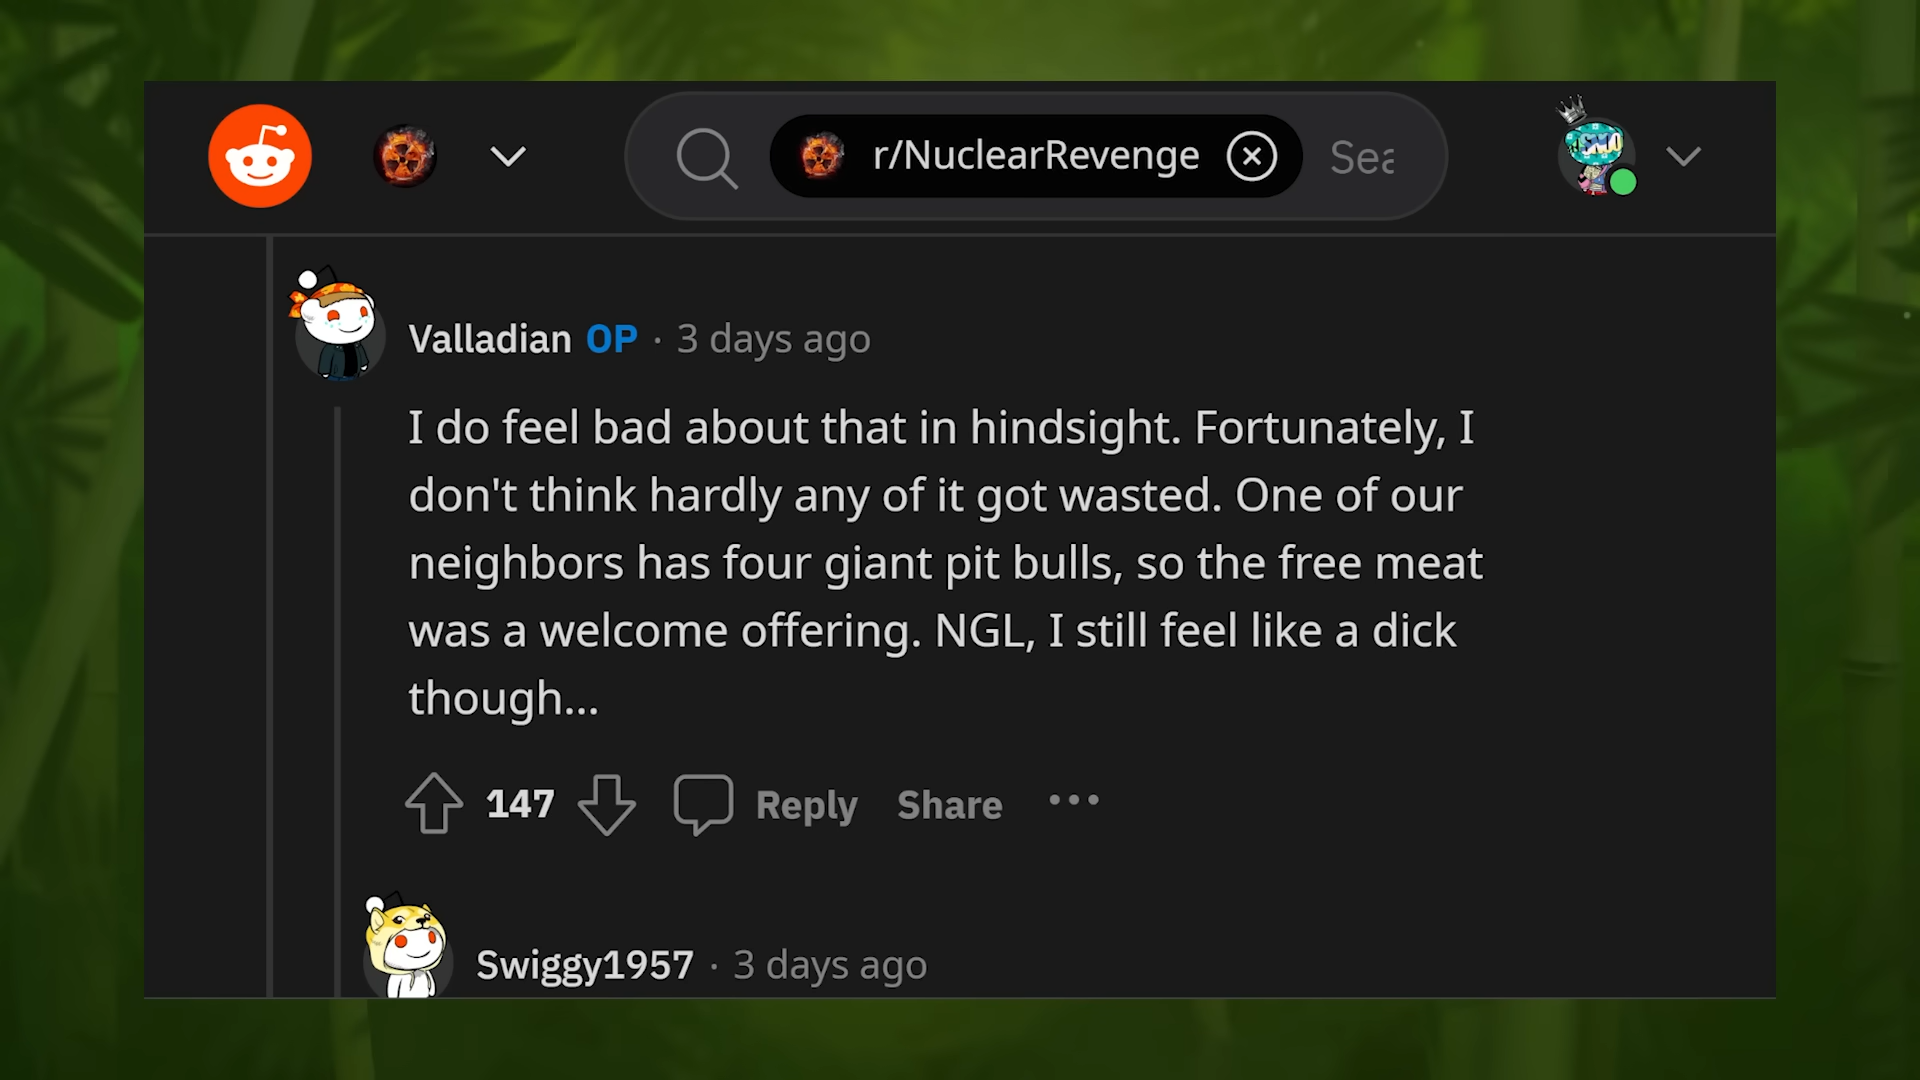 r/NuclearRevenge Sea
Valladian OP · 3 days ago
I do feel bad about that in hindsight. Fortunately, I
don't think hardly any of it got wasted. One of our
neighbors has four giant pit bulls, so the free meat
was a welcome offering. NGL, I still feel like a dick
though...
147 Reply Share
Swiggy1957 · 3 days ago